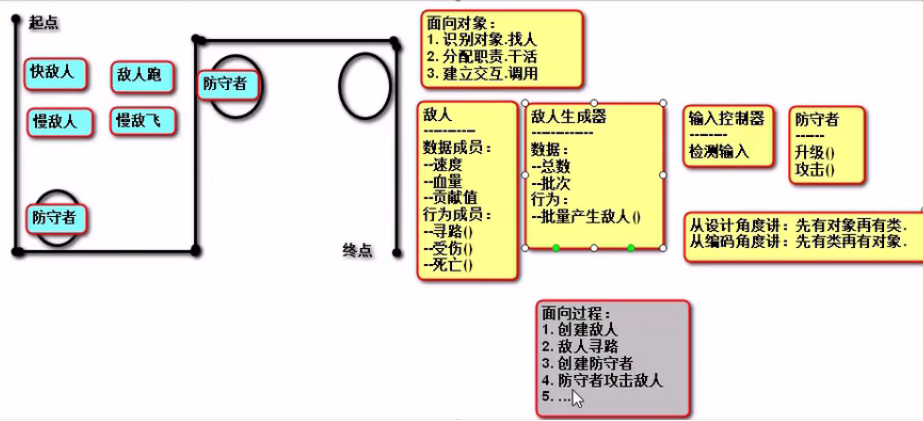 起点
快敌人
敌人跑
慢敌人
慢敌飞
防守者
防守者
终点
面向对象：
1. 识别对象.找人
2. 分配职责.干活
3. 建立交互.调用
敌人
-----------
数据成员：
--速度
--血量
--贡献值
行为成员：
--寻路()
--受伤()
--死亡()
敌人生成器
-------------
数据：
--总数
--批次
行为：
--批量产生敌人()
输入控制器
--------
检测输入
防守者
------
升级()
攻击()
从设计角度讲：先有对象再有类.
从编码角度讲：先有类再有对象.
面向过程：
1. 创建敌人
2. 敌人寻路
3. 创建防守者
4. 防守者攻击敌人
5. ...